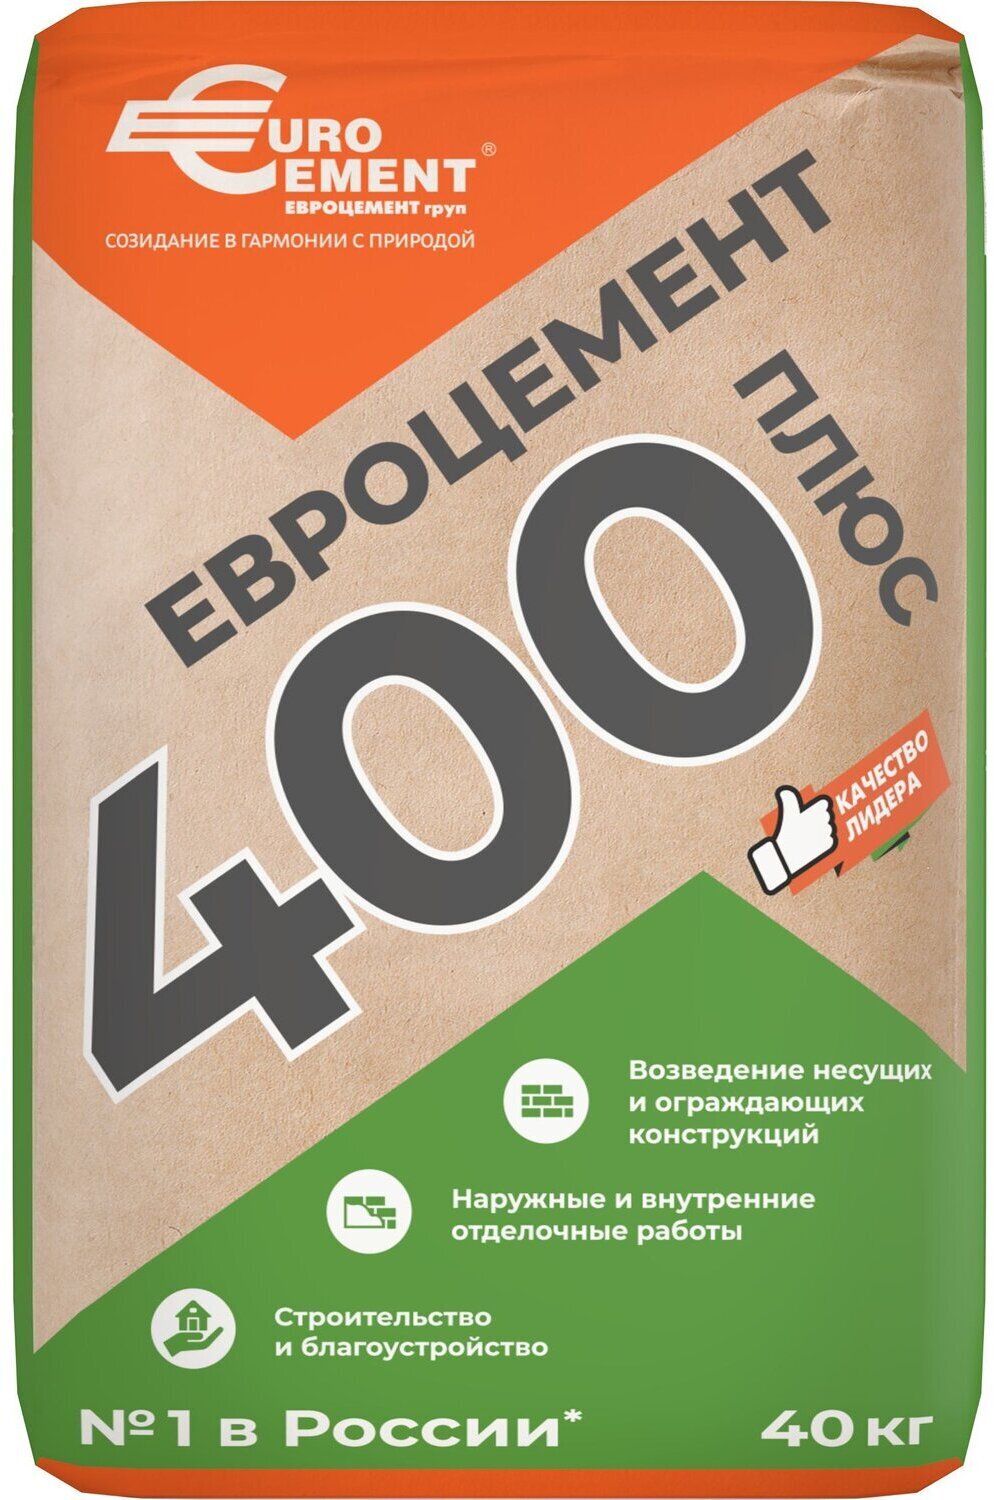 EURO
CEMENT®
ЕВРОЦЕМЕНТ груп
СОЗИДАНИЕ В ГАРМОНИИ С ПРИРОДОЙ
ЕВРОЦЕМЕНТ
ПЛЮС
400
КАЧЕСТВО
ЛИДЕРА
Возведение несущих
и ограждающих
конструкций
Наружные и внутренние
отделочные работы
Строительство
и благоустройство
№1 в России*
40 кг